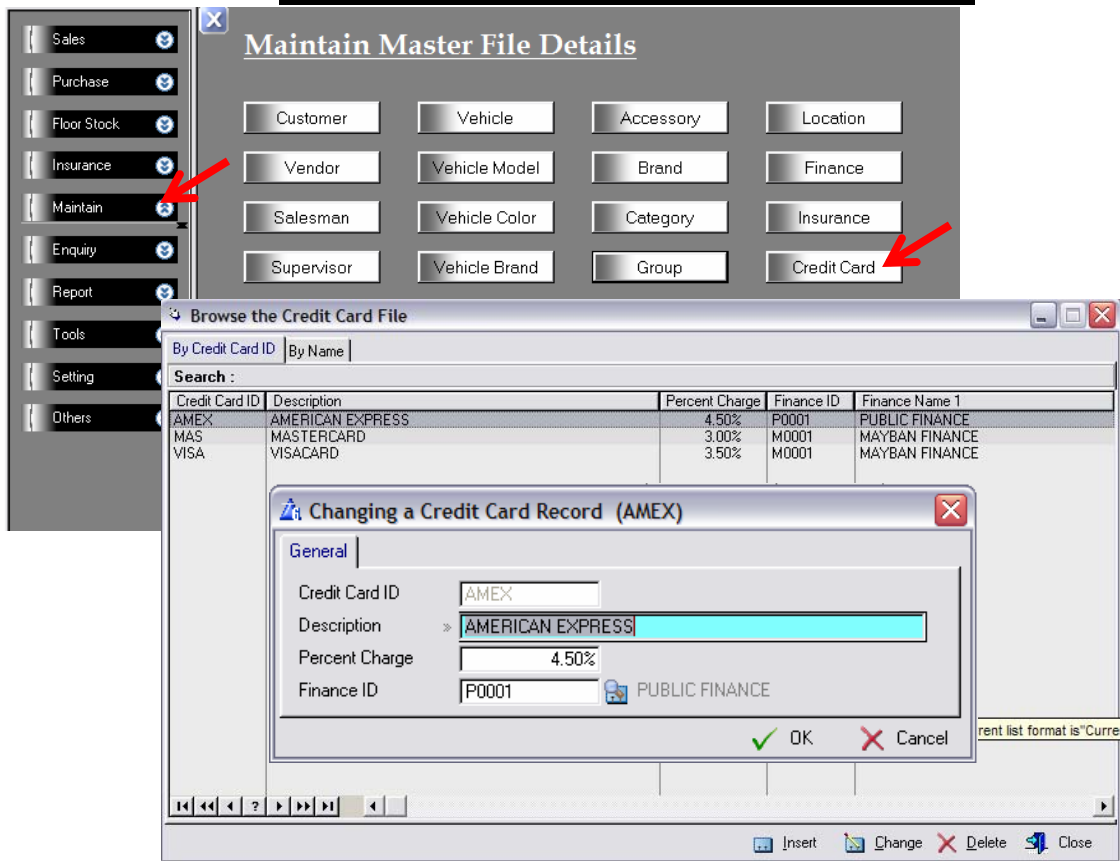 Maintain Master File Details
Sales
Purchase
Floor Stock
Insurance
Maintain
Enquiry
Report
Tools
Setting
Others
Customer Vehicle Accessory Location
Vendor Vehicle Model Brand Finance
Salesman Vehicle Color Category Insurance
Supervisor Vehicle Brand Group Credit Card
Browse the Credit Card File
By Credit Card ID By Name
Search :
Credit Card ID Description Percent Charge Finance ID Finance Name 1
AMEX AMERICAN EXPRESS 4.50% P0001 PUBLIC FINANCE
MAS MASTERCARD 3.00% M0001 MAYBAN FINANCE
VISA VISACARD 3.50% M0001 MAYBAN FINANCE
Changing a Credit Card Record (AMEX)
General
Credit Card ID AMEX
Description » AMERICAN EXPRESS
Percent Charge 4.50%
Finance ID P0001 PUBLIC FINANCE
OK Cancel
rent list format is"Curre
?
Insert Change Delete Close